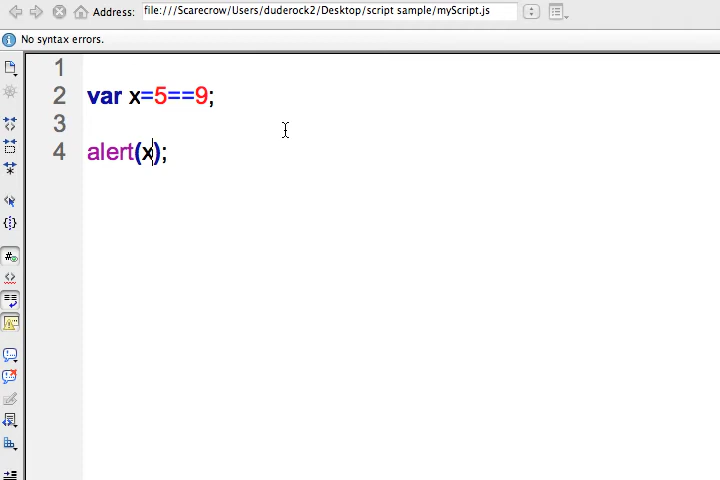 Address: file:///Scarecrow/Users/duderock2/Desktop/script sample/myScript.js
No syntax errors.
1
2 var x=5==9;
3
4 alert(x);